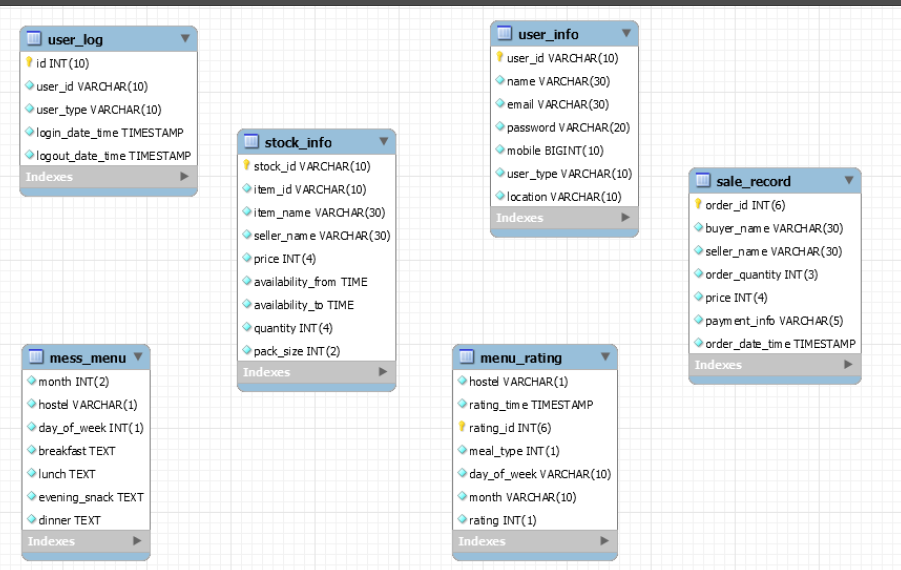 user_log
id INT(10)
user_id VARCHAR(10)
user_type VARCHAR(10)
login_date_time TIMESTAMP
logout_date_time TIMESTAMP
Indexes
stock_info
stock_id VARCHAR(10)
item_id VARCHAR(10)
item_name VARCHAR(30)
seller_name VARCHAR(30)
price INT(4)
availability_from TIME
availability_to TIME
quantity INT(4)
pack_size INT(2)
Indexes
user_info
user_id VARCHAR(10)
name VARCHAR(30)
email VARCHAR(30)
password VARCHAR(20)
mobile BIGINT(10)
user_type VARCHAR(10)
location VARCHAR(10)
Indexes
sale_record
order_id INT(6)
buyer_name VARCHAR(30)
seller_name VARCHAR(30)
order_quantity INT(3)
price INT(4)
payment_info VARCHAR(5)
order_date_time TIMESTAMP
Indexes
mess_menu
month INT(2)
hostel VARCHAR(1)
day_of_week INT(1)
breakfast TEXT
lunch TEXT
evening_snack TEXT
dinner TEXT
Indexes
menu_rating
hostel VARCHAR(1)
rating_time TIMESTAMP
rating_id INT(6)
meal_type INT(1)
day_of_week VARCHAR(10)
month VARCHAR(10)
rating INT(1)
Indexes